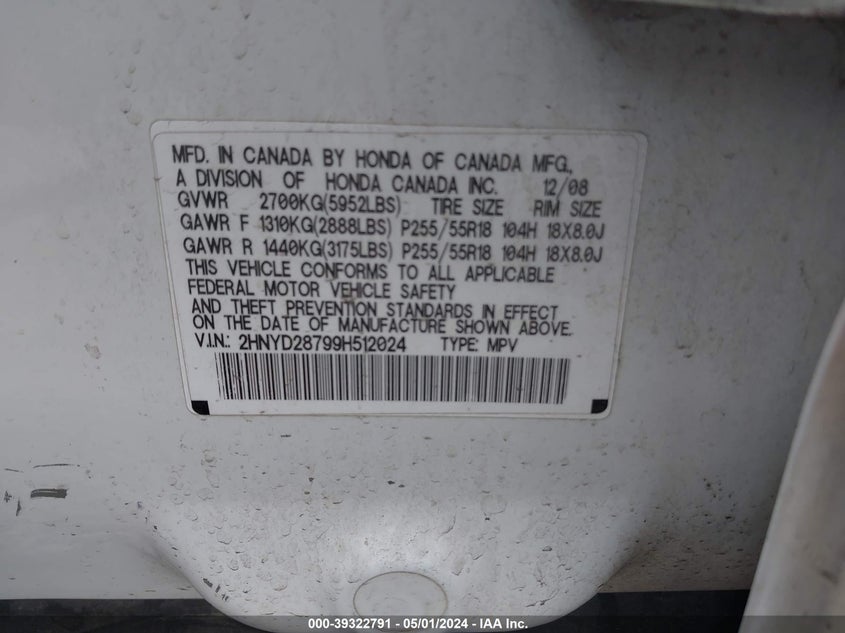 MFD. IN CANADA BY HONDA OF CANADA MFG.,
A DIVISION OF HONDA CANADA INC. 12/08
GVWR 2700KG(5952LBS) TIRE SIZE RIM SIZE
GAWR F 1310KG(2888LBS) P255/55R18 104H 18X8.0J
GAWR R 1440KG(3175LBS) P255/55R18 104H 18X8.0J
THIS VEHICLE CONFORMS TO ALL APPLICABLE
FEDERAL MOTOR VEHICLE SAFETY
AND THEFT PREVENTION STANDARDS IN EFFECT
ON THE DATE OF MANUFACTURE SHOWN ABOVE.
V.I.N.: 2HNYD28799H512024 TYPE: MPV
000-39322791 - 05/01/2024 - IAA Inc.